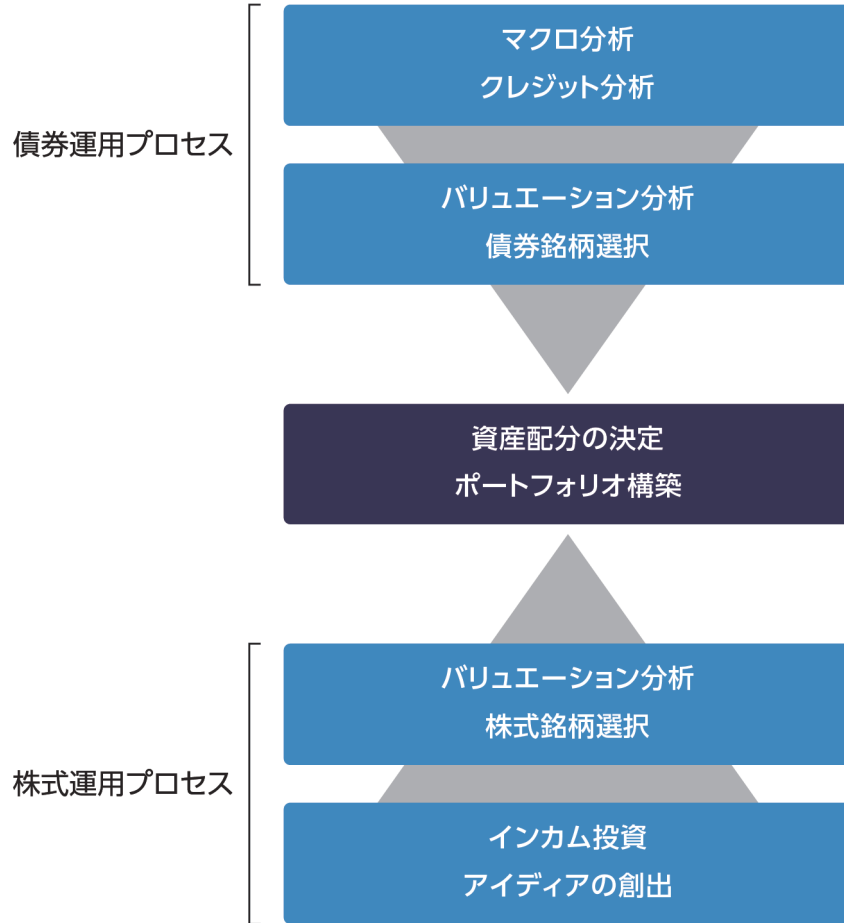 債券運用プロセス
マクロ分析
クレジット分析
バリュエーション分析
債券銘柄選択
資産配分の決定
ポートフォリオ構築
株式運用プロセス
バリュエーション分析
株式銘柄選択
インカム投資
アイディアの創出